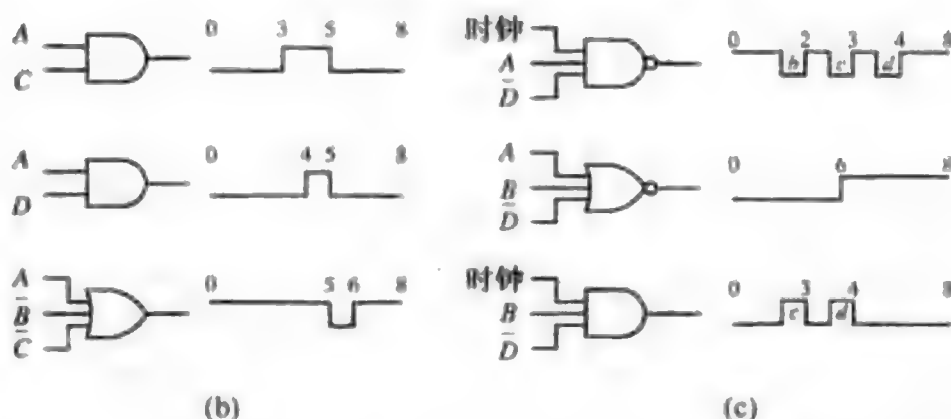 A 0 3 5 8
C
时钟 0 2 3 4 8
A b c d
D̄
A 0 4 5 8
D
A 0 6 8
B
D̄
A 0 5 6 8
B̄
C̄
时钟 0 3 4 8
B c d
D̄
(b)
(c)